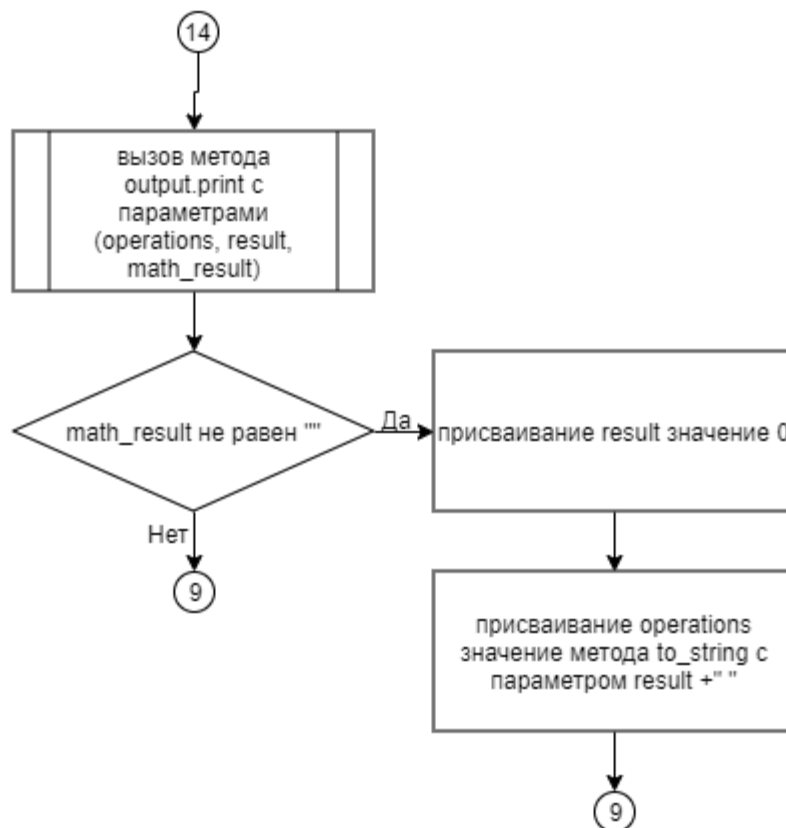 14
вызов метода
output.print с
параметрами
(operations, result,
math_result)
math_result не равен ""
Да
присваивание result значение 0
Нет
9
присваивание operations
значение метода to_string с
параметром result +" "
9